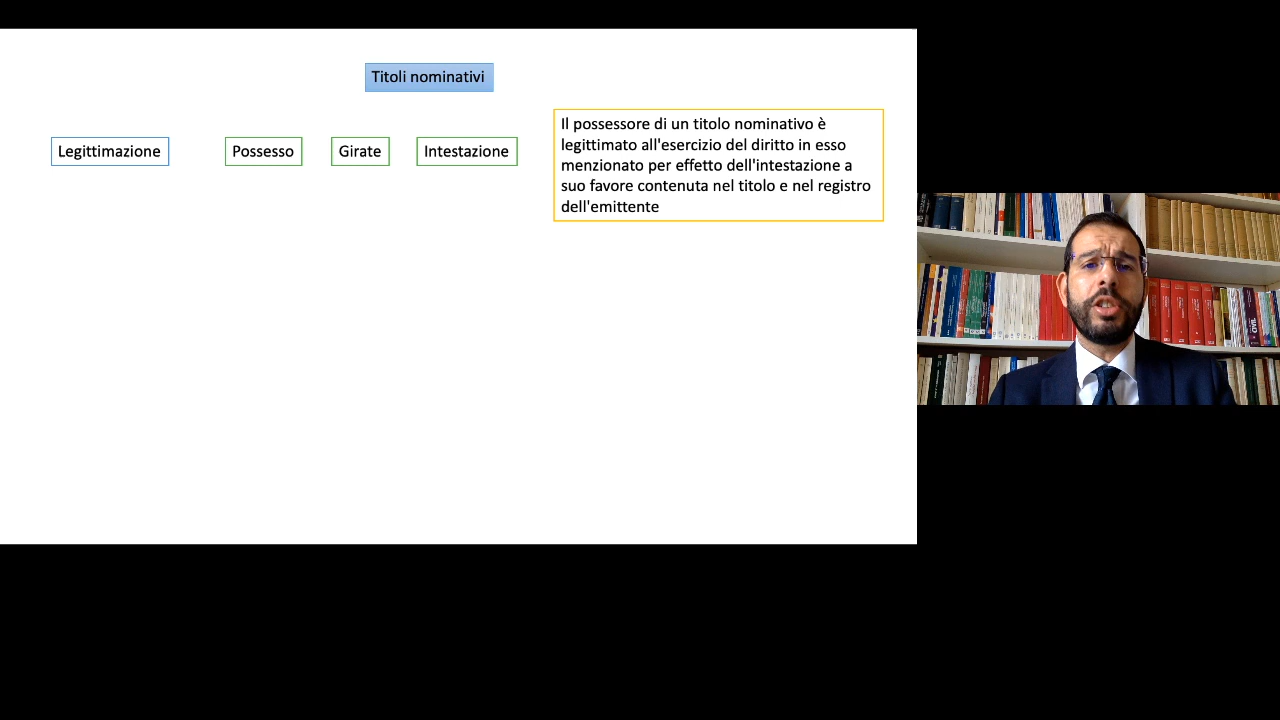 Titoli nominativi
Legittimazione
Possesso
Girate
Intestazione
Il possessore di un titolo nominativo è
legittimato all'esercizio del diritto in esso
menzionato per effetto dell'intestazione a
suo favore contenuta nel titolo e nel registro
dell'emittente